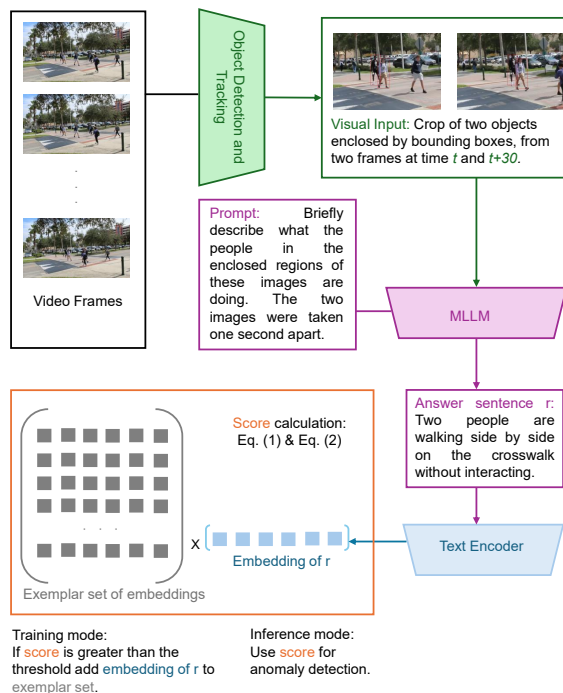 Video Frames
Object Detection and
Tracking
Visual Input: Crop of two objects
enclosed by bounding boxes, from
two frames at time t and t+30.
Prompt: Briefly
describe what the
people in the
enclosed regions of
these images are
doing. The two
images were taken
one second apart.
MLLM
Answer sentence r:
Two people are
walking side by side
on the crosswalk
without interacting.
Text Encoder
Score calculation:
Eq. (1) & Eq. (2)
. . .
X
Embedding of r
Exemplar set of embeddings
Training mode:
If score is greater than the
threshold add embedding of r to
exemplar set.
Inference mode:
Use score for
anomaly detection.